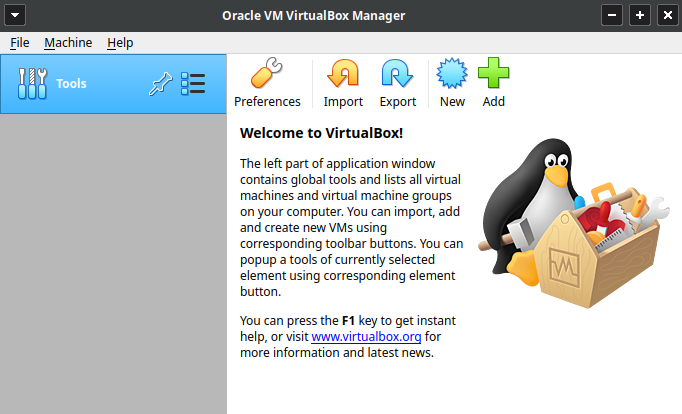 Oracle VM VirtualBox Manager
File Machine Help
Tools
Preferences Import Export New Add
Welcome to VirtualBox!
The left part of application window
contains global tools and lists all virtual
machines and virtual machine groups
on your computer. You can import, add
and create new VMs using
corresponding toolbar buttons. You can
popup a tools of currently selected
element using corresponding element
button.
You can press the F1 key to get instant
help, or visit www.virtualbox.org for
more information and latest news.
VM